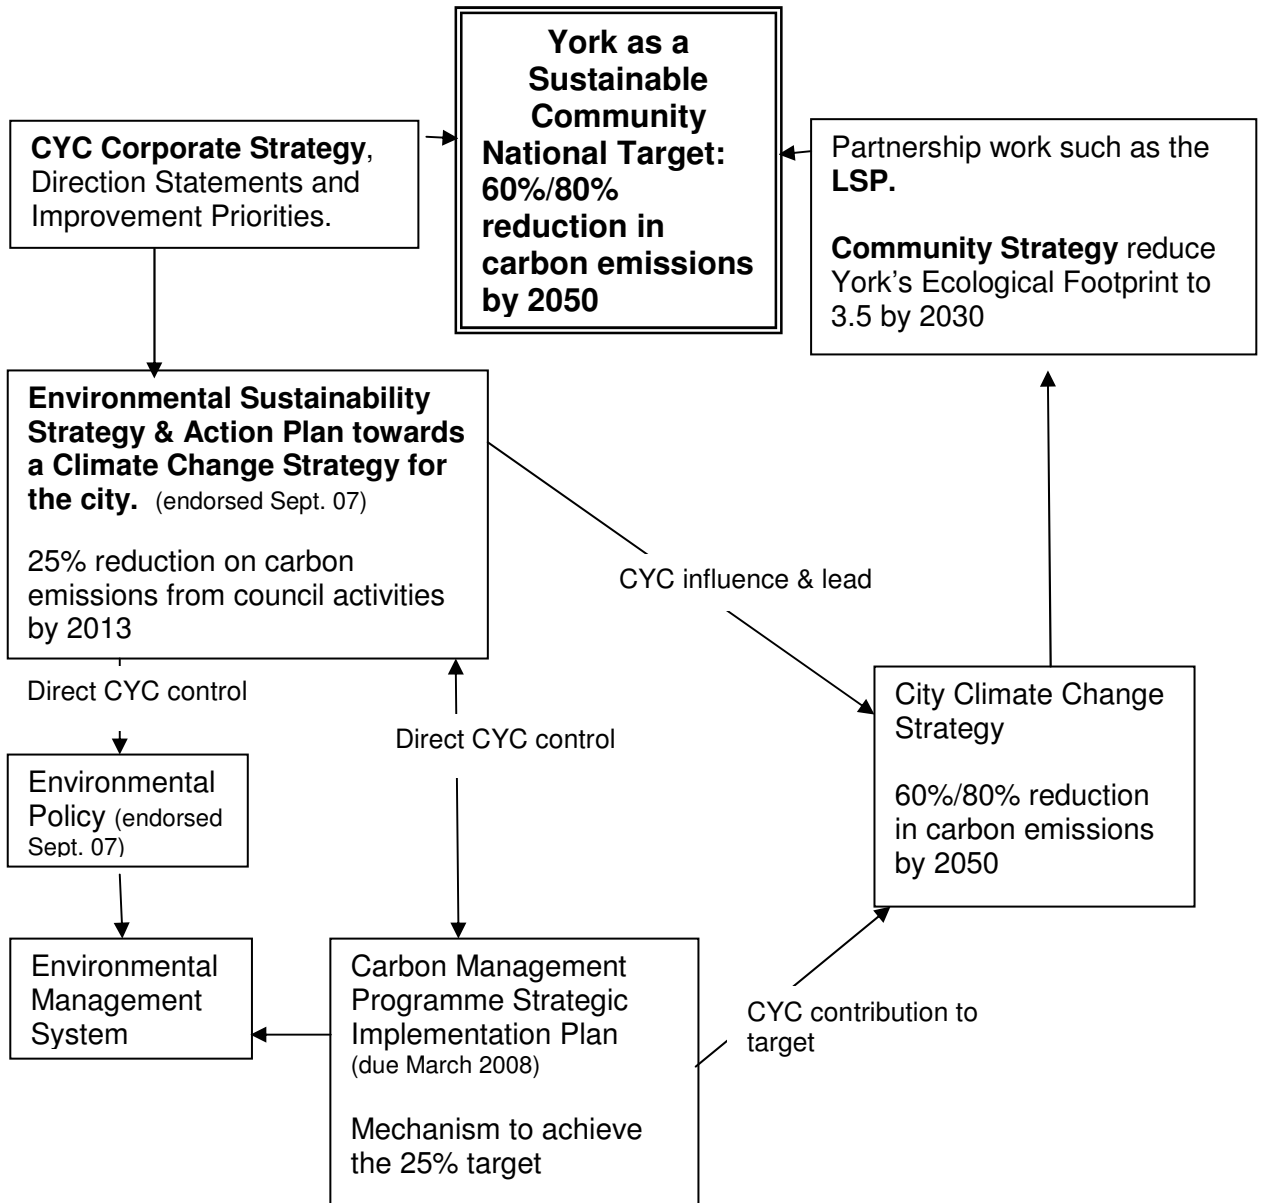 York as a
Sustainable
Community
National Target:
60%/80%
reduction in
carbon emissions
by 2050
CYC Corporate Strategy,
Direction Statements and
Improvement Priorities.
Partnership work such as the
LSP.
Community Strategy reduce
York's Ecological Footprint to
3.5 by 2030
Environmental Sustainability
Strategy & Action Plan towards
a Climate Change Strategy for
the city. (endorsed Sept. 07)
25% reduction on carbon
emissions from council activities
by 2013
CYC influence & lead
Direct CYC control
Direct CYC control
City Climate Change
Strategy
60%/80% reduction
in carbon emissions
by 2050
Environmental
Policy (endorsed
Sept. 07)
Environmental
Management
System
Carbon Management
Programme Strategic
Implementation Plan
(due March 2008)
Mechanism to achieve
the 25% target
CYC contribution to
target